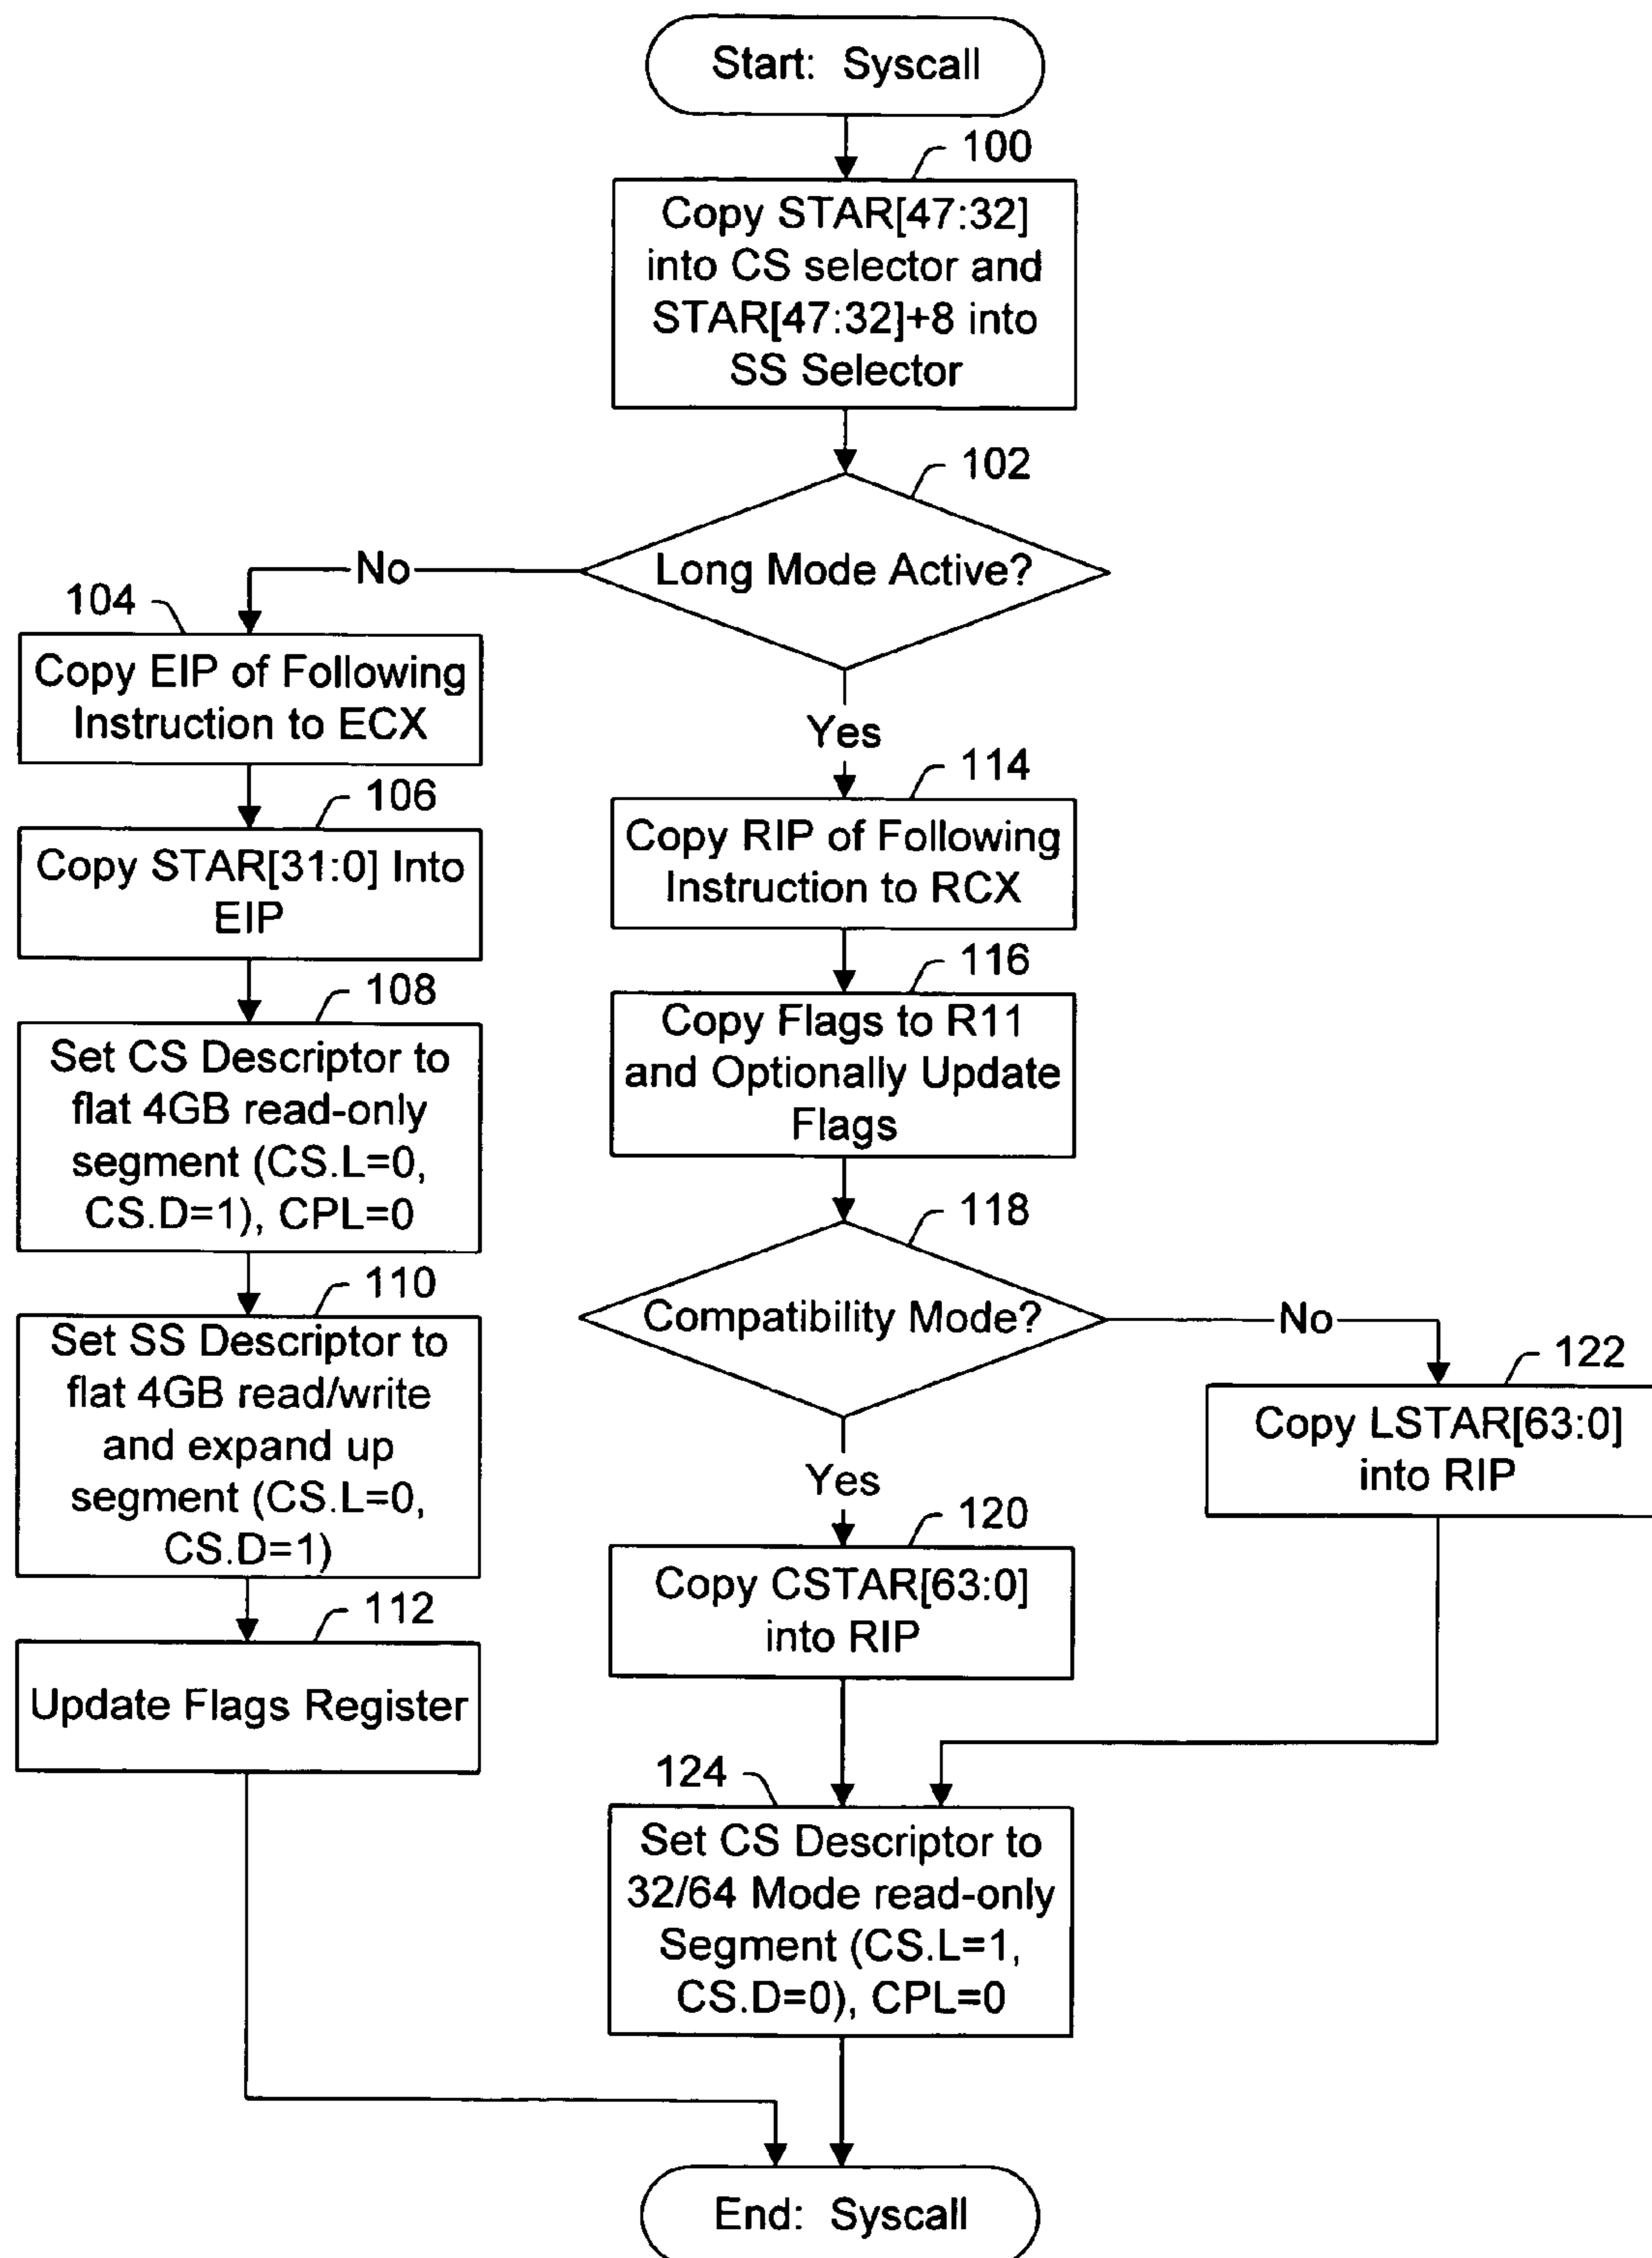 Start: Syscall
100
Copy STAR[47:32]
into CS selector and
STAR[47:32]+8 into
SS Selector
102
Long Mode Active?
No
104
Copy EIP of Following
Instruction to ECX
106
Copy STAR[31:0] Into
EIP
108
Set CS Descriptor to
flat 4GB read-only
segment (CS.L=0,
CS.D=1), CPL=0
110
Set SS Descriptor to
flat 4GB read/write
and expand up
segment (CS.L=0,
CS.D=1)
112
Update Flags Register
Yes
114
Copy RIP of Following
Instruction to RCX
116
Copy Flags to R11
and Optionally Update
Flags
118
Compatibility Mode?
No
122
Copy LSTAR[63:0]
into RIP
Yes
120
Copy CSTAR[63:0]
into RIP
124
Set CS Descriptor to
32/64 Mode read-only
Segment (CS.L=1,
CS.D=0), CPL=0
End: Syscall